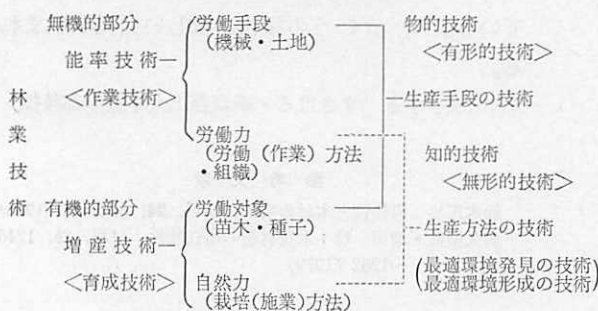 無機的部分 労働手段 物的技術
(機械・土地)
能率技術— <有形的技術>
林 <作業技術> —生産手段の技術
業 労働力
(労働(作業)方法 知的技術
技 ・組織) <無形的技術>
術 有機的部分 労働対象
(苗木・種子) —生産方法の技術
増産技術—
(最適環境発見の技術)
<育成技術> 自然力 (最適環境形成の技術)
(栽培(施業)方法)